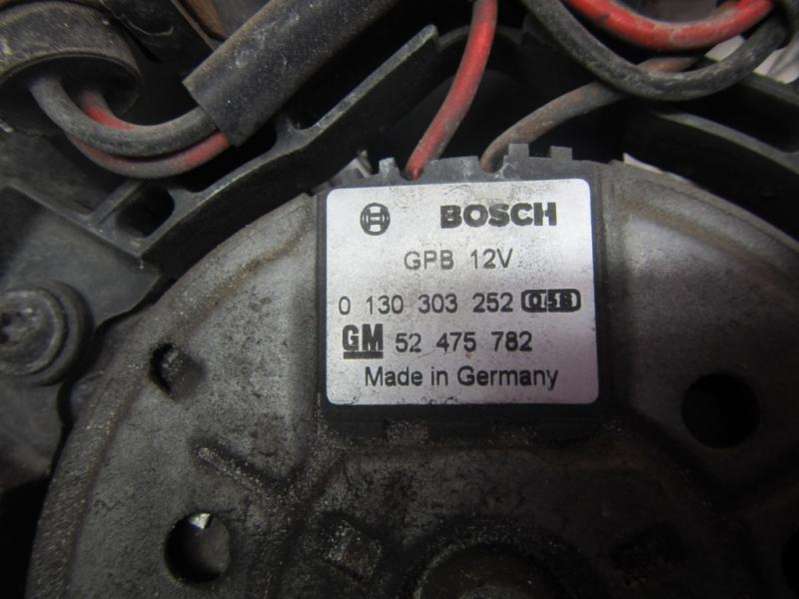 BOSCH
GPB 12V
0 130 303 252
GM 52 475 782
Made in Germany